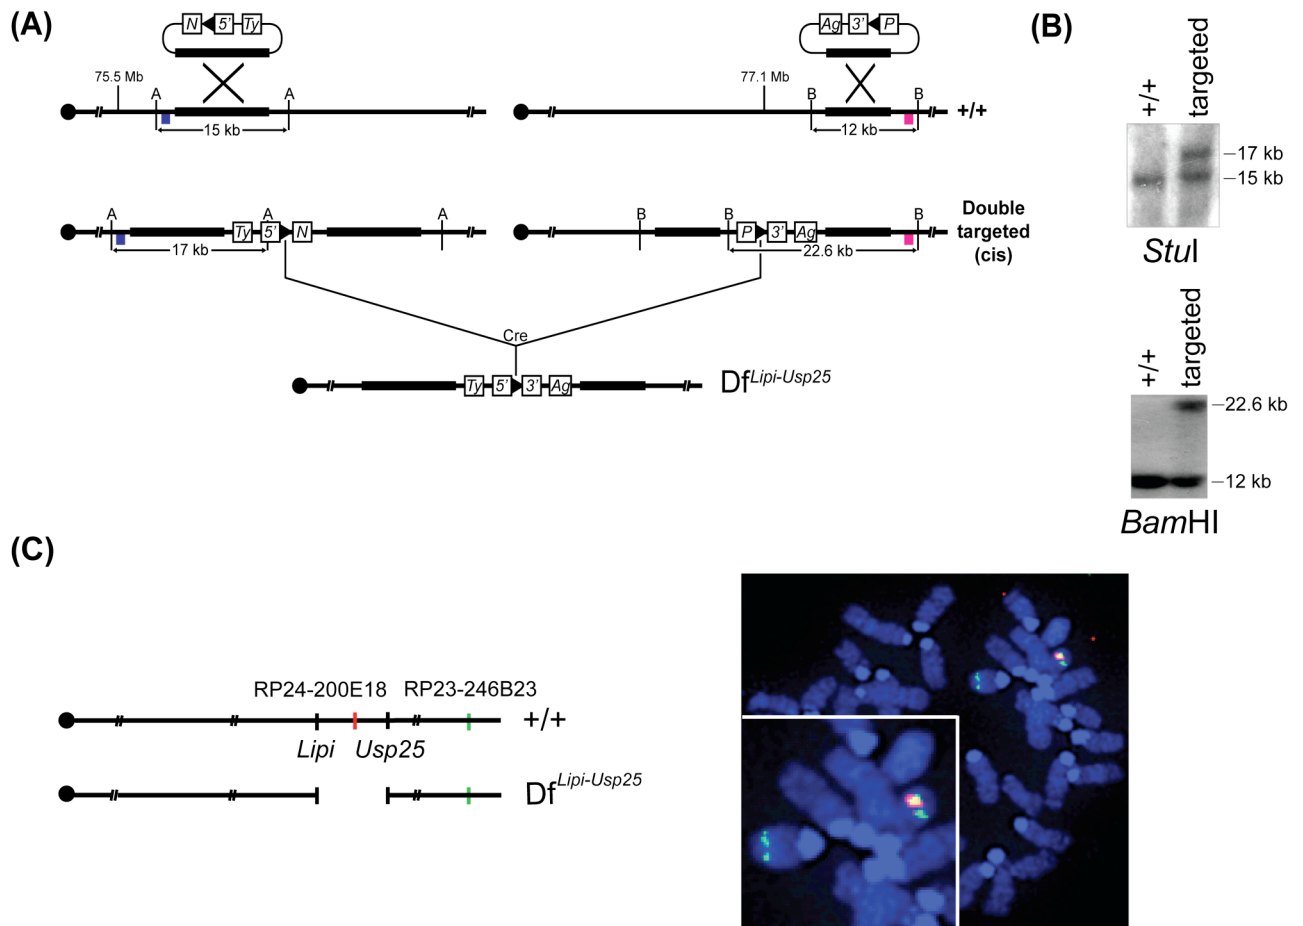 (A)
N 5' Ty
Ag 3' P
75.5 Mb
A
A
15 kb
77.1 Mb
B
B
12 kb
+/+
A
Ty 5' A N
A
17 kb
B
B
P 3' Ag
B
22.6 kb
Double
targeted
(cis)
Cre
Ty 5' 3' Ag
Df Lipi-Usp25
(B)
+/+
targeted
17 kb
15 kb
StuI
+/+
targeted
22.6 kb
12 kb
BamHI
(C)
RP24-200E18 RP23-246B23
+/+
Lipi Usp25
Df Lipi-Usp25